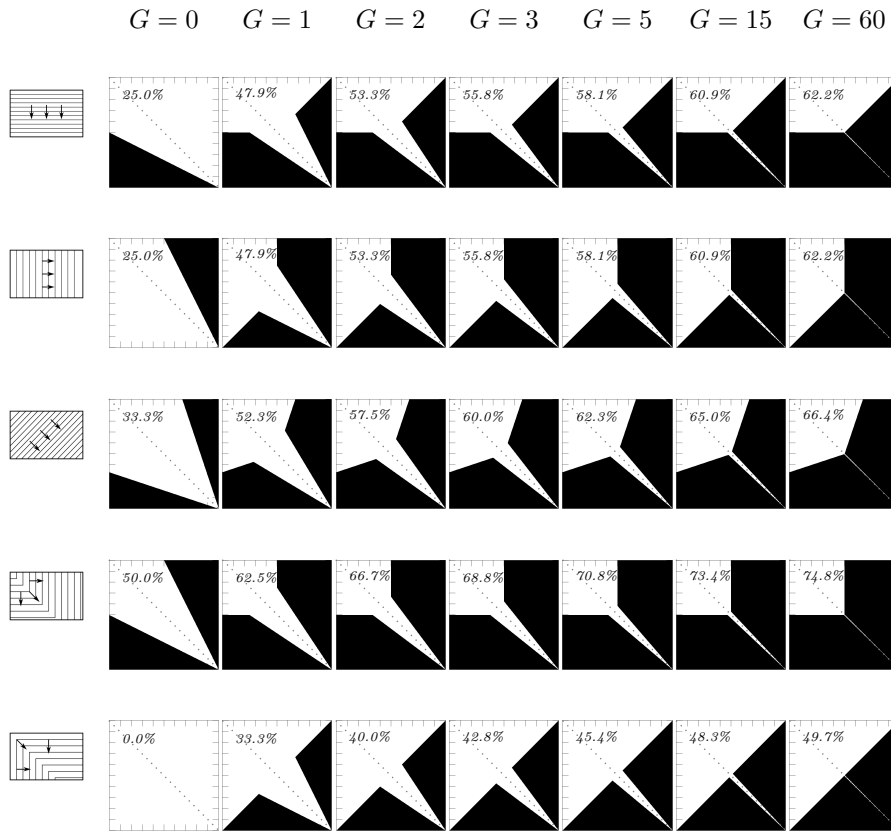 G = 0 G = 1 G = 2 G = 3 G = 5 G = 15 G = 60
25.0% 47.9% 53.3% 55.8% 58.1% 60.9% 62.2%
25.0% 47.9% 53.3% 55.8% 58.1% 60.9% 62.2%
33.3% 52.3% 57.5% 60.0% 62.3% 65.0% 66.4%
50.0% 62.5% 66.7% 68.8% 70.8% 73.4% 74.8%
0.0% 33.3% 40.0% 42.8% 45.4% 48.3% 49.7%